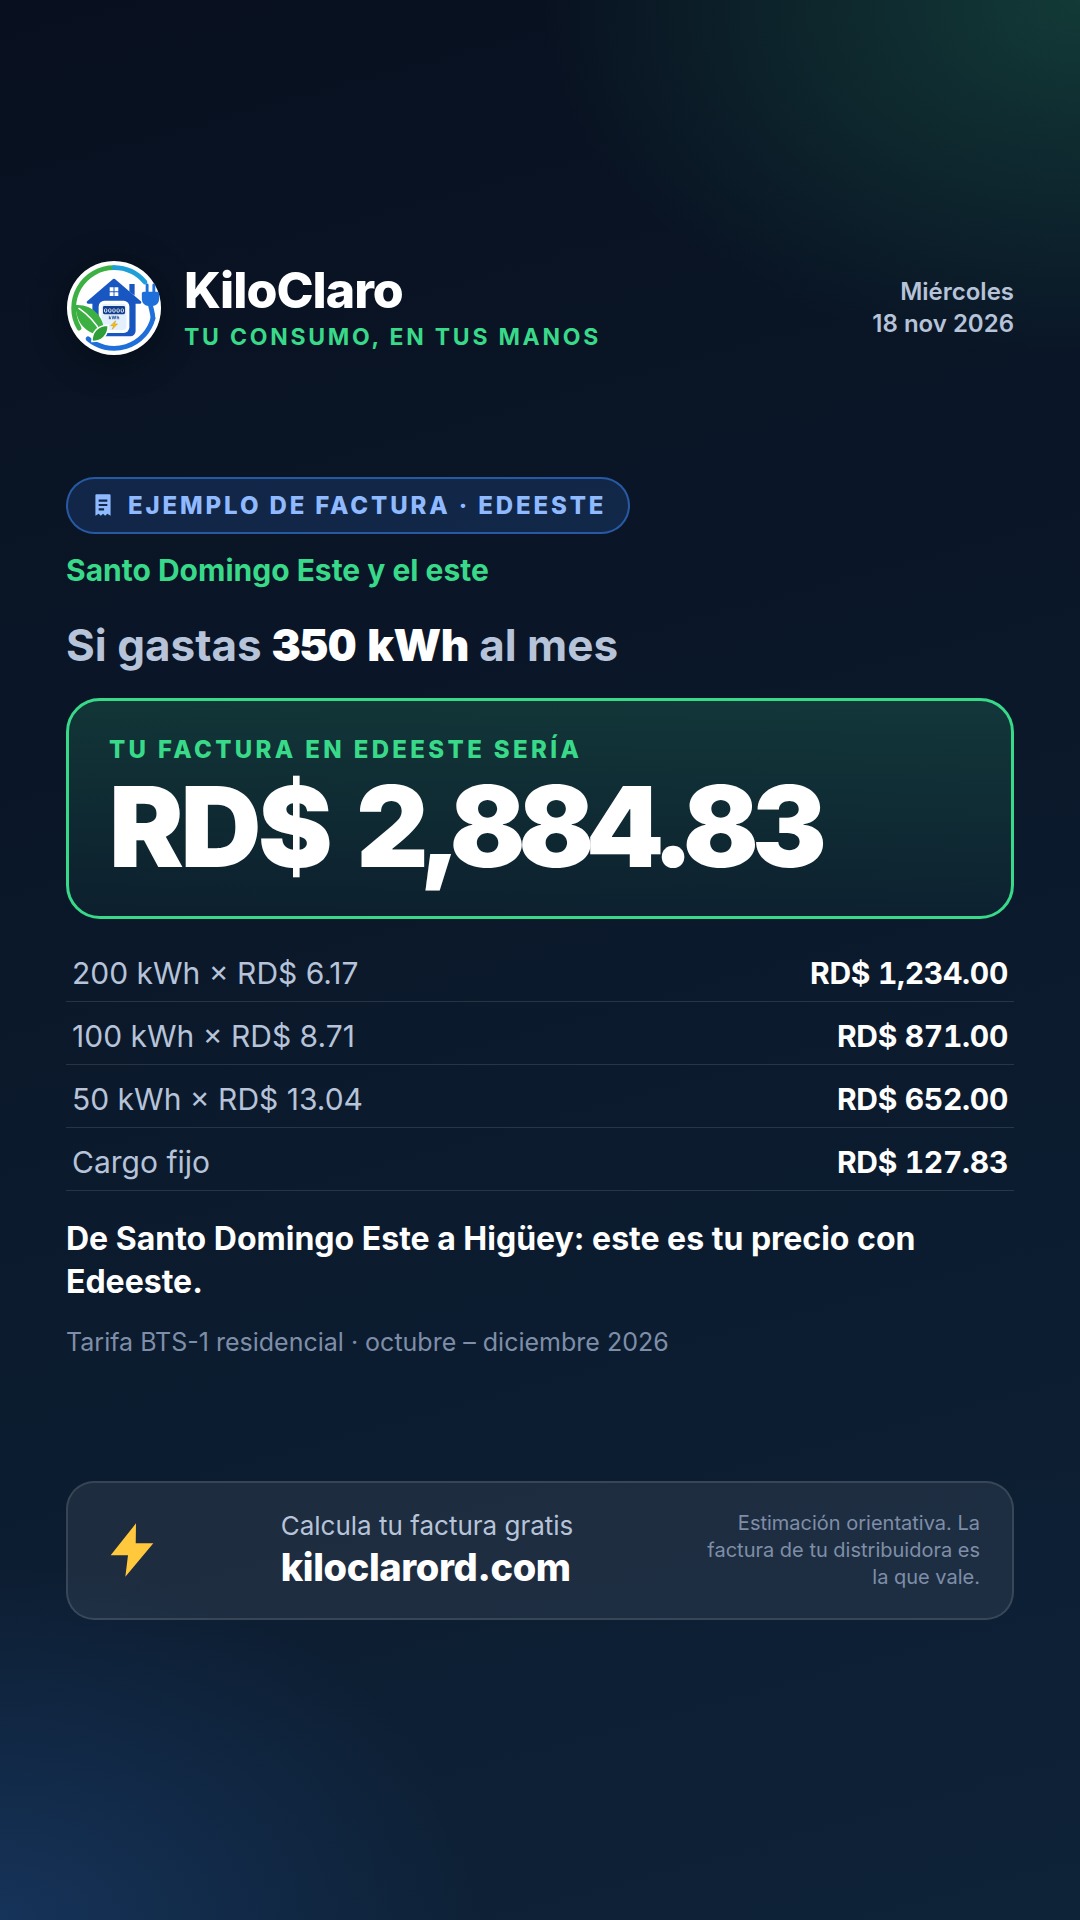 KiloClaro
TU CONSUMO, EN TUS MANOS
Miércoles
18 nov 2026
EJEMPLO DE FACTURA · EDEESTE
Santo Domingo Este y el este
Si gastas 350 kWh al mes
TU FACTURA EN EDEESTE SERÍA
RD$ 2,884.83
200 kWh × RD$ 6.17 RD$ 1,234.00
100 kWh × RD$ 8.71 RD$ 871.00
50 kWh × RD$ 13.04 RD$ 652.00
Cargo fijo RD$ 127.83
De Santo Domingo Este a Higüey: este es tu precio con
Edeeste.
Tarifa BTS-1 residencial · octubre – diciembre 2026
Calcula tu factura gratis
kiloclarord.com
Estimación orientativa. La
factura de tu distribuidora es
la que vale.